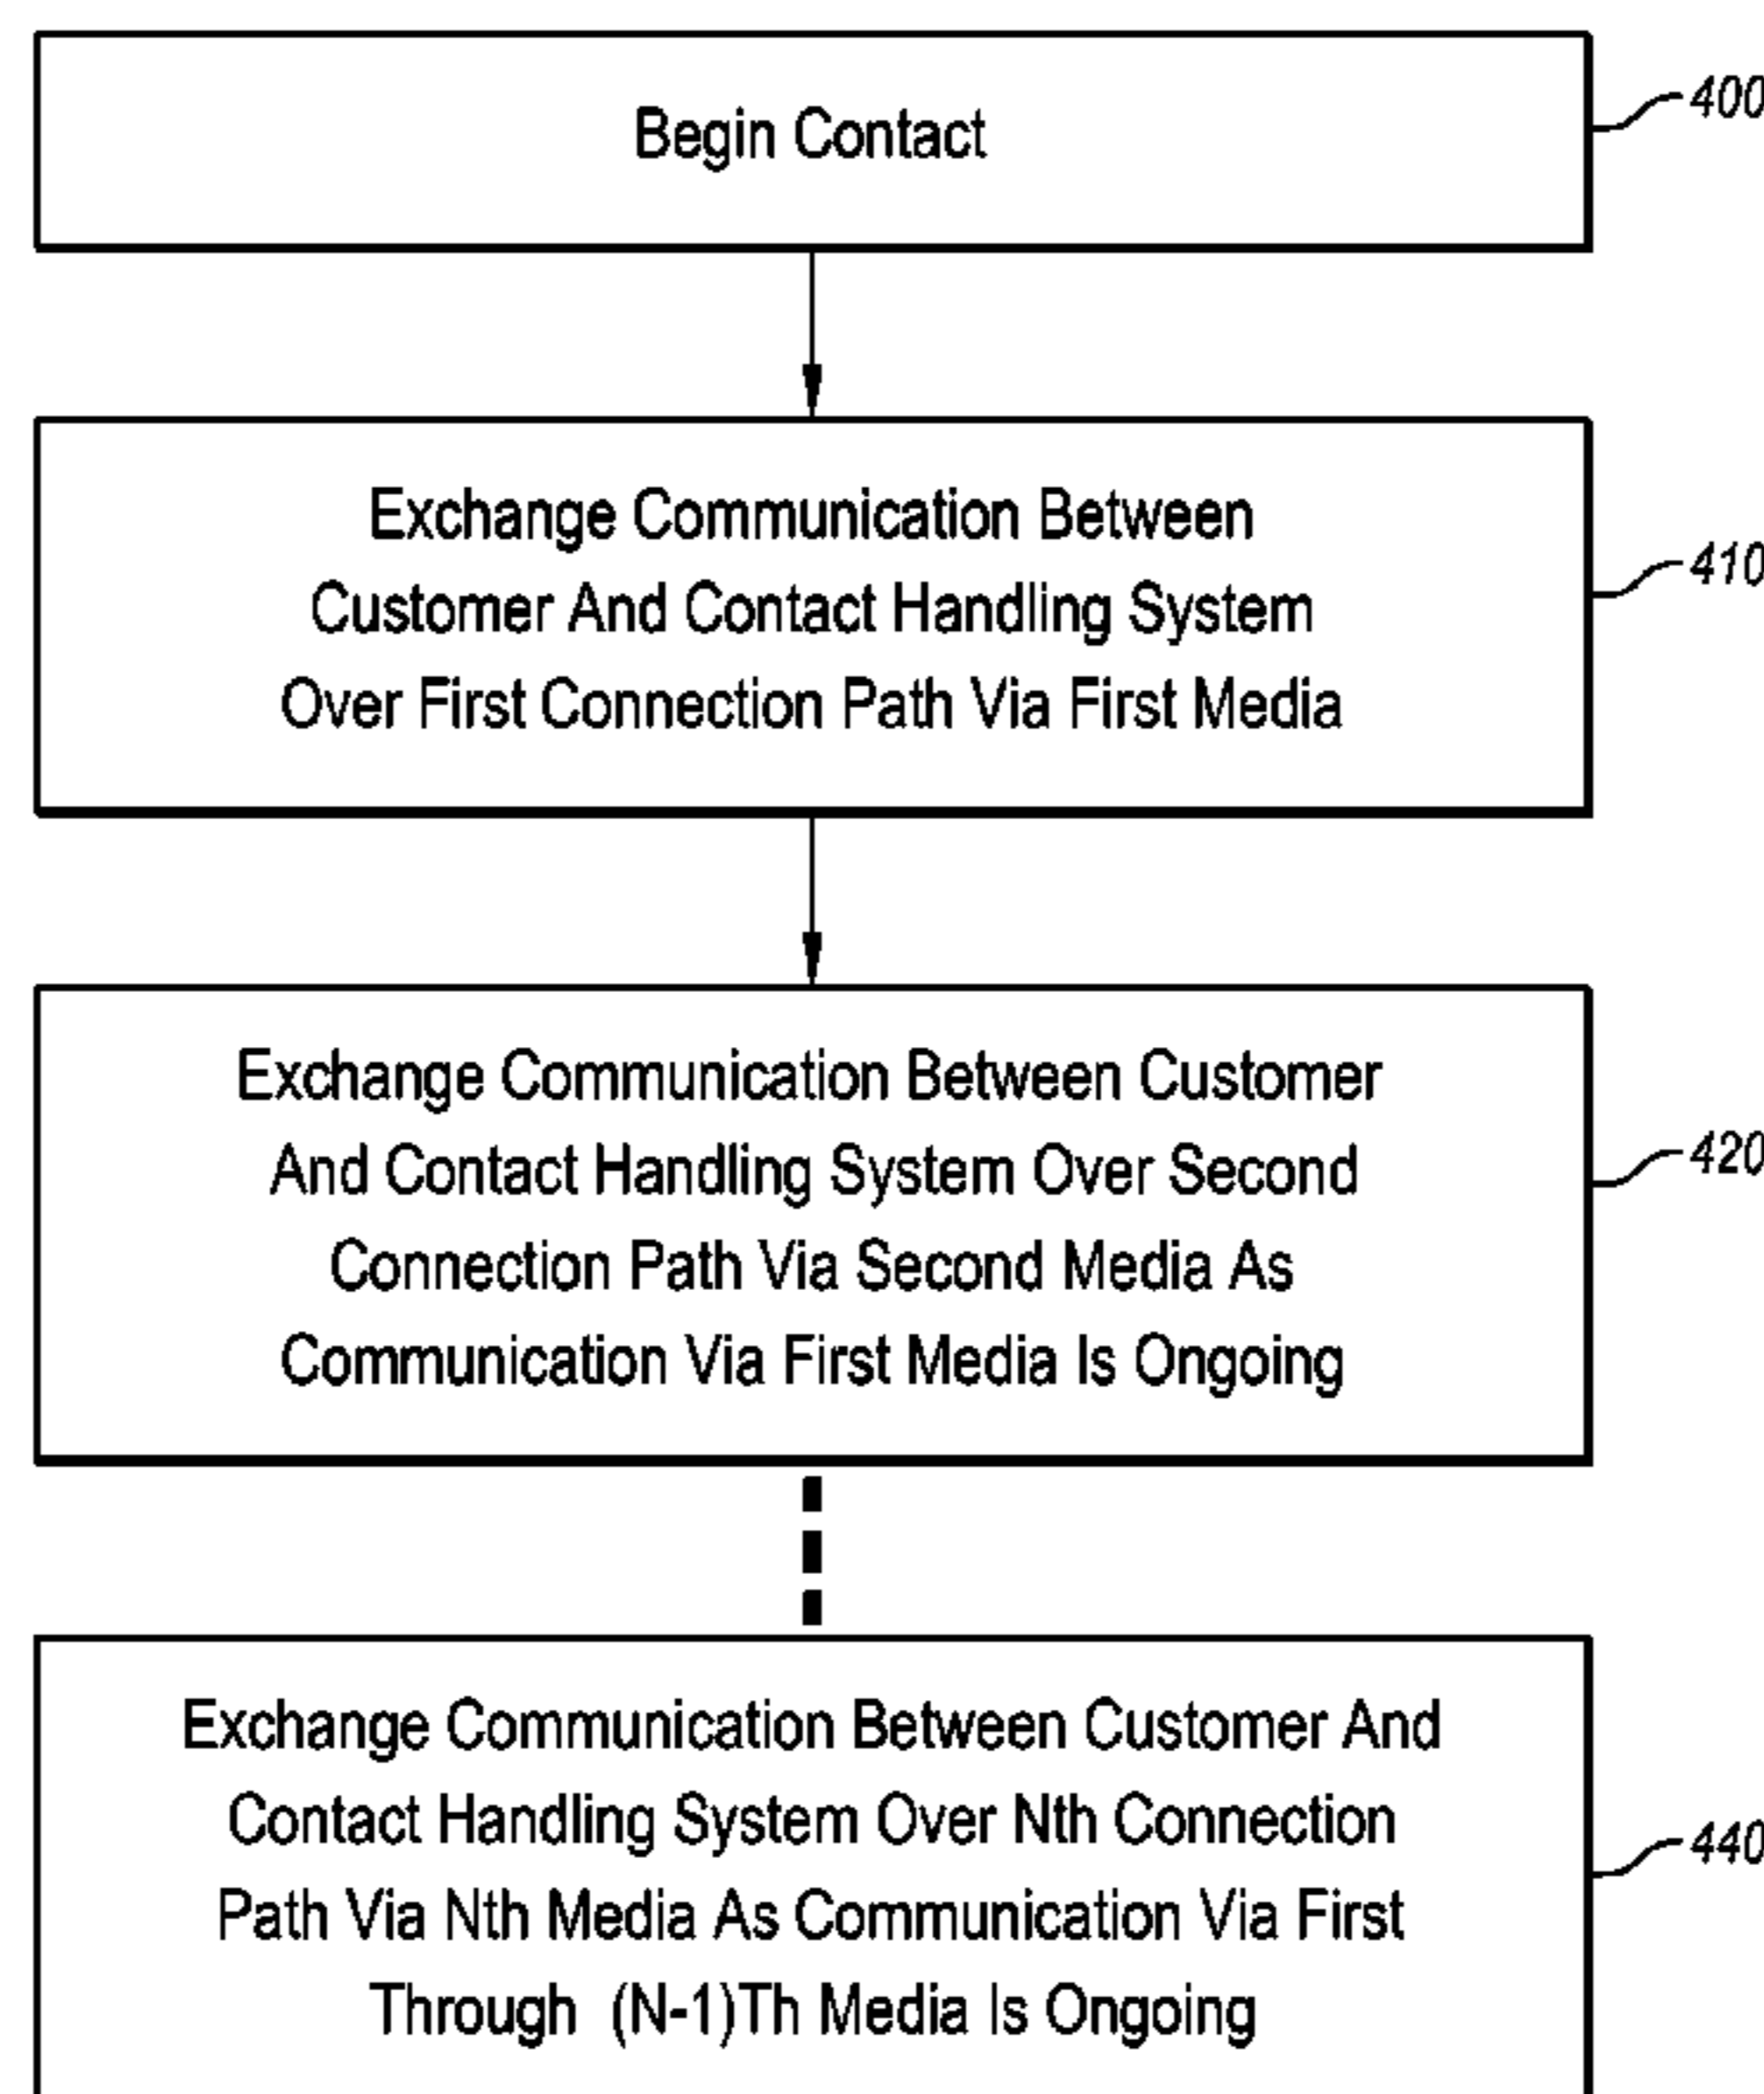 Begin Contact
400
Exchange Communication Between
Customer And Contact Handling System
Over First Connection Path Via First Media
410
Exchange Communication Between Customer
And Contact Handling System Over Second
Connection Path Via Second Media As
Communication Via First Media Is Ongoing
420
Exchange Communication Between Customer And
Contact Handling System Over Nth Connection
Path Via Nth Media As Communication Via First
Through (N-1)Th Media Is Ongoing
440